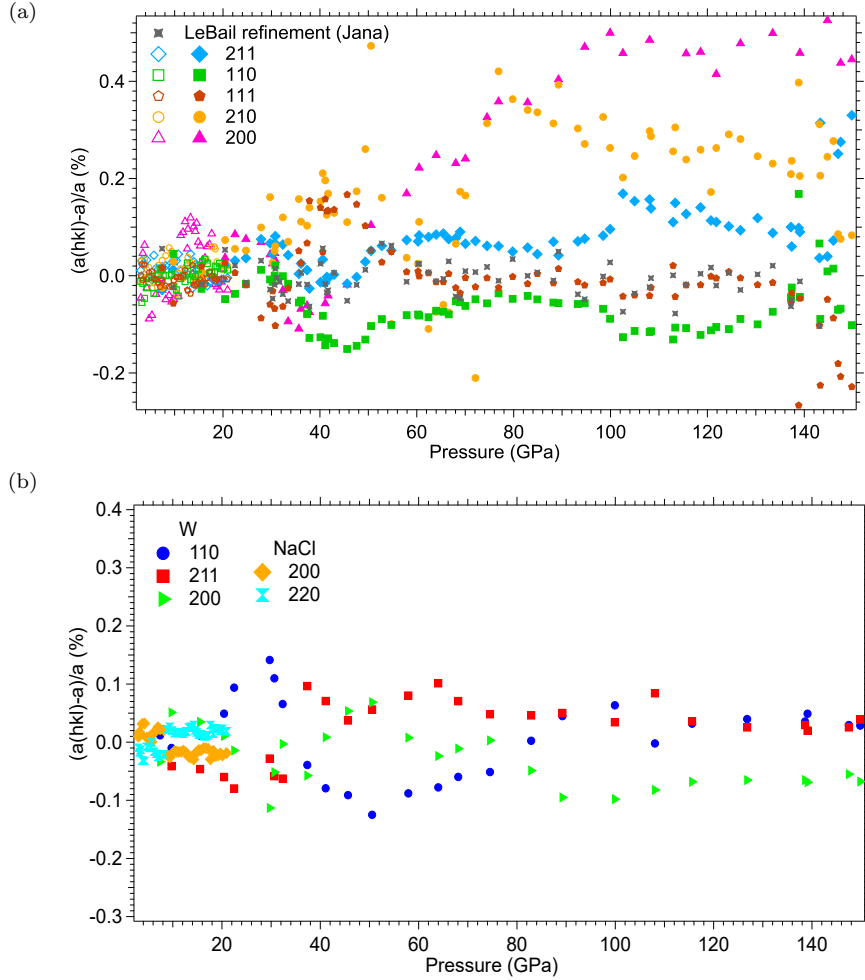 (a)
LeBail refinement (Jana)
211
110
111
210
200
0.4
0.2
0.0
-0.2
(a(hkl)-a)/a (%)
20 40 60 80 100 120 140
Pressure (GPa)
(b)
W
110
211
200
NaCl
200
220
0.4
0.3
0.2
0.1
0.0
-0.1
-0.2
-0.3
(a(hkl)-a)/a (%)
20 40 60 80 100 120 140
Pressure (GPa)